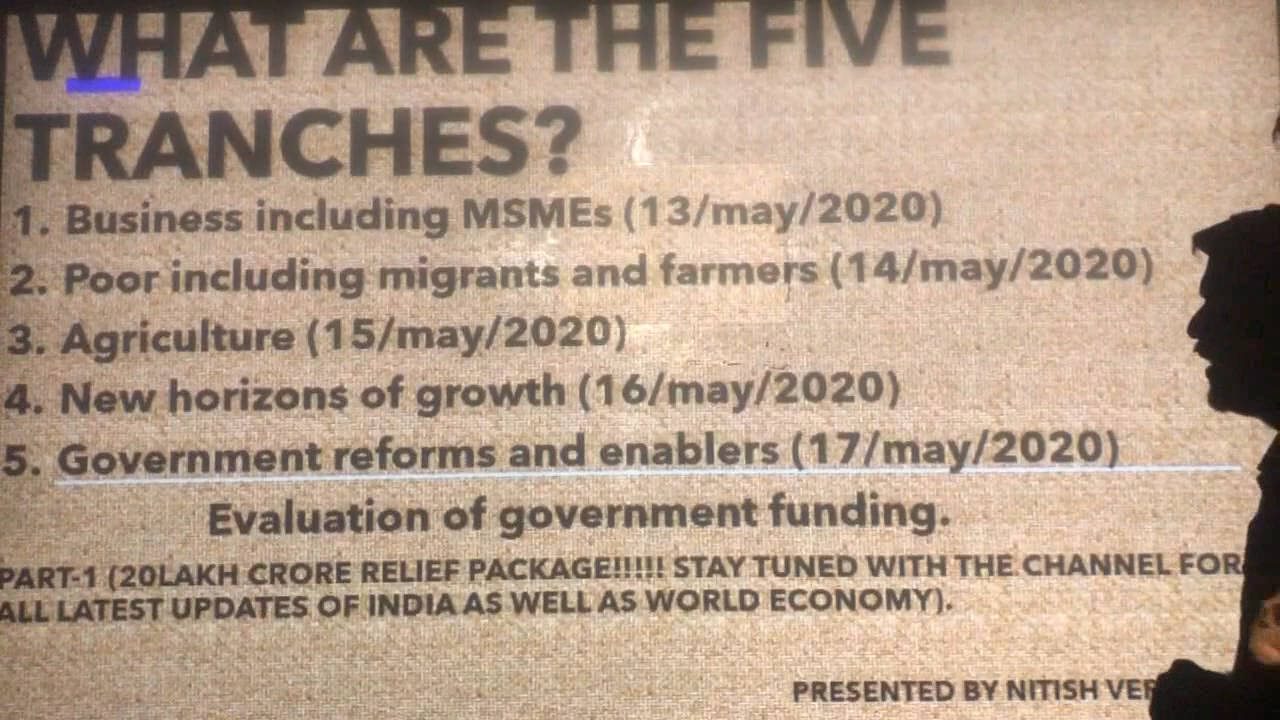 WHAT ARE THE FIVE
TRANCHES?
1. Business including MSMEs (13/may/2020)
2. Poor including migrants and farmers (14/may/2020)
3. Agriculture (15/may/2020)
4. New horizons of growth (16/may/2020)
5. Government reforms and enablers (17/may/2020)
Evaluation of government funding.
PART-1 (20LAKH CRORE RELIEF PACKAGE!!!!! STAY TUNED WITH THE CHANNEL FOR
ALL LATEST UPDATES OF INDIA AS WELL AS WORLD ECONOMY).
PRESENTED BY NITISH